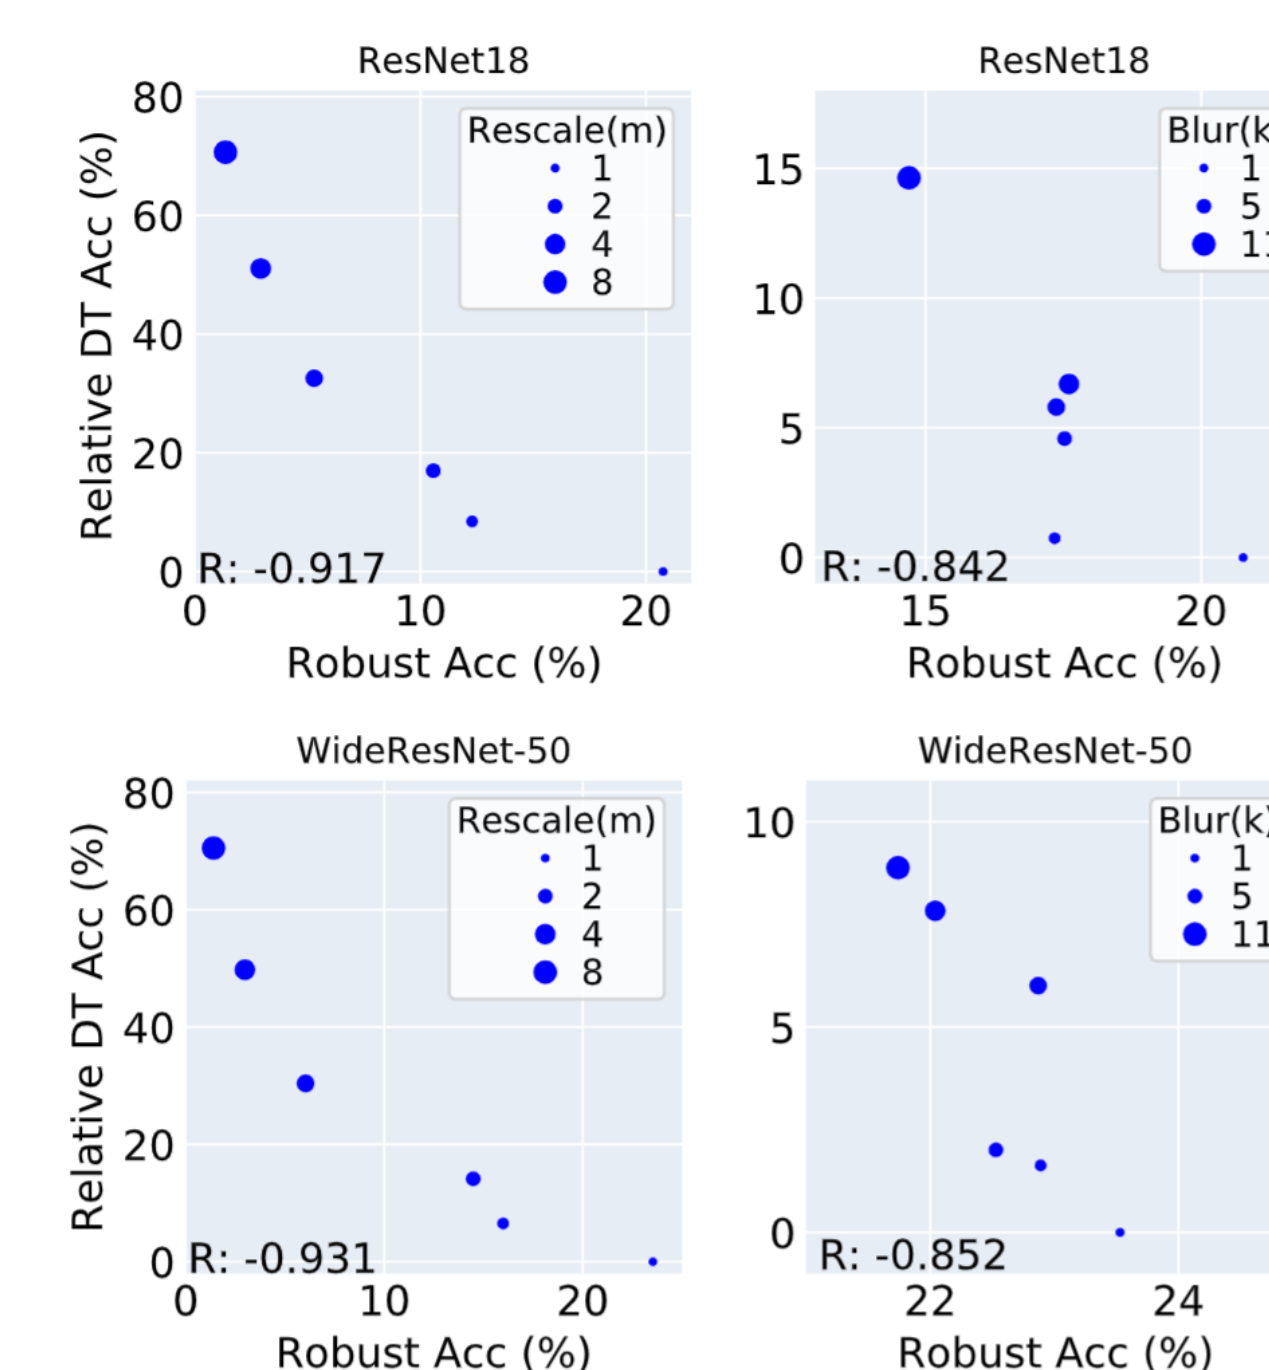 ResNet18
80
60
40
20
0
Relative DT Acc (%)
Rescale(m)
1
2
4
8
R: -0.917
0 10 20
Robust Acc (%)
ResNet18
15
10
5
0
Blur(k
1
5
11
R: -0.842
15 20
Robust Acc (%)
WideResNet-50
80
60
40
20
0
Relative DT Acc (%)
Rescale(m)
1
2
4
8
R: -0.931
0 10 20
Robust Acc (%)
WideResNet-50
10
5
0
Blur(k)
1
5
11
R: -0.852
22 24
Robust Acc (%)